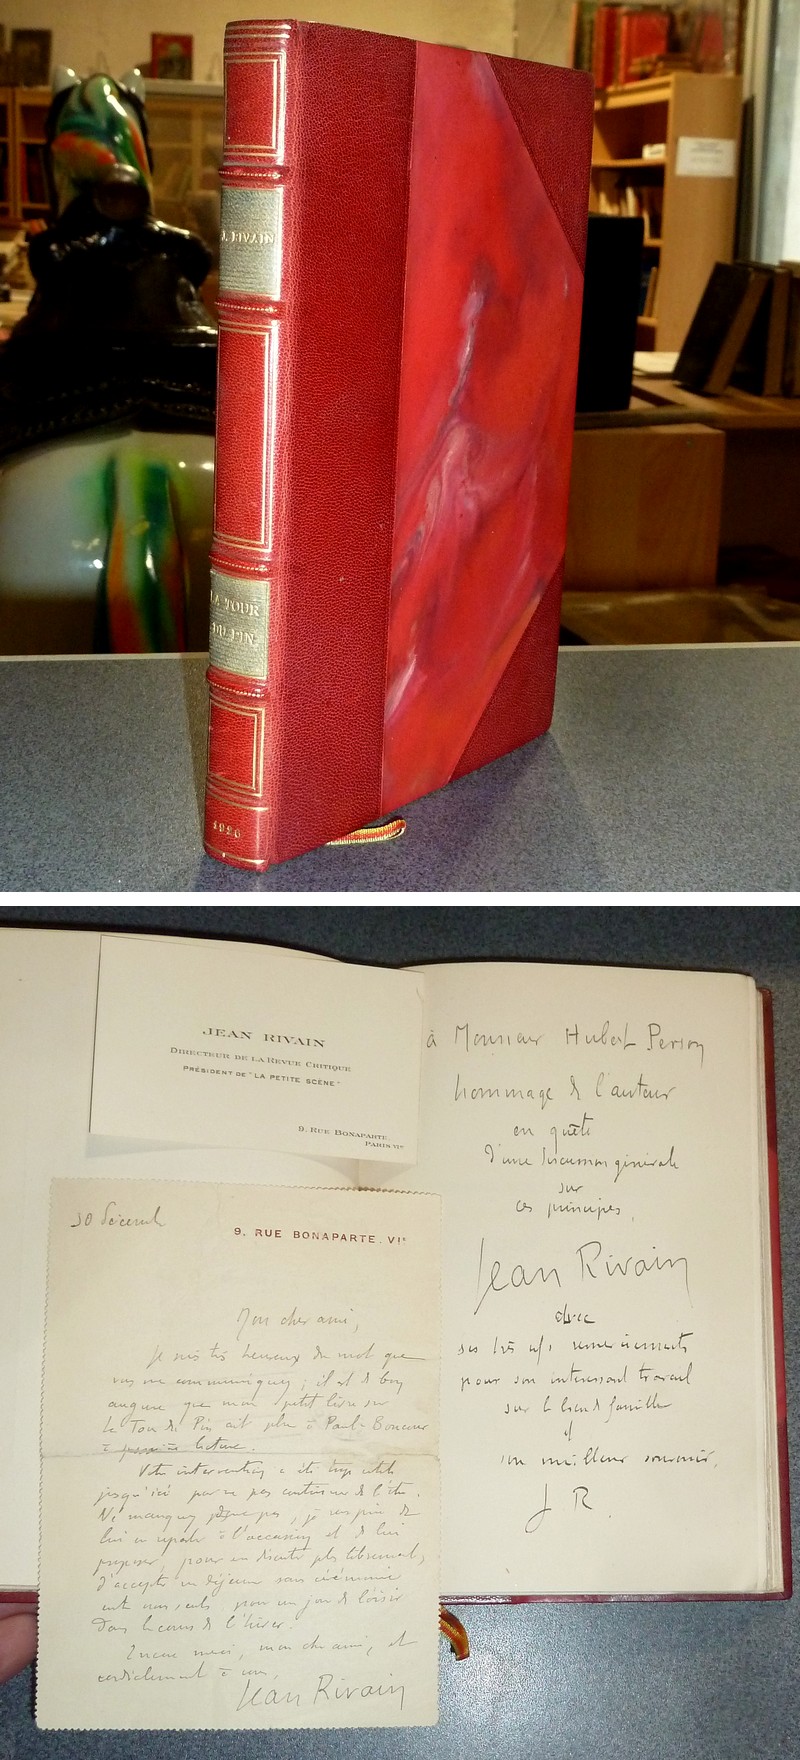 J. RIVAIN
LA TOUR
DU PIN
1926
JEAN RIVAIN
DIRECTEUR DE LA REVUE CRITIQUE
PRÉSIDENT DE "LA PETITE SCÈNE"
9, RUE BONAPARTE.
PARIS VIᵉ
à Monsieur Hubert Person
hommage de l'auteur
en quête
d'une discussion générale
sur
ces principes,
Jean Rivain
avec
ses très vifs remerciements
pour son intéressant travail
sur le bien de famille
et
son meilleur souvenir.
J R.
30 décembre
9. RUE BONAPARTE. VIᵉ
Mon cher ami,
Je suis très heureux du mot que
vous me communiquez ; il est de bon
augure que mon petit livre sur
La Tour du Pin ait plu à Paul-Boncour
à première lecture.
Votre intervention a été trop utile
jusqu'ici pour ne pas continuer de l'être.
Ne manquez donc pas, je vous prie de
lui en reparler à l'occasion et de lui
proposer, pour en discuter plus librement,
d'accepter un déjeuner sans cérémonie
entre nous seuls pour un jour de loisir
dans le cours de l'hiver.
Encore merci, mon cher ami, et
cordialement à vous,
Jean Rivain